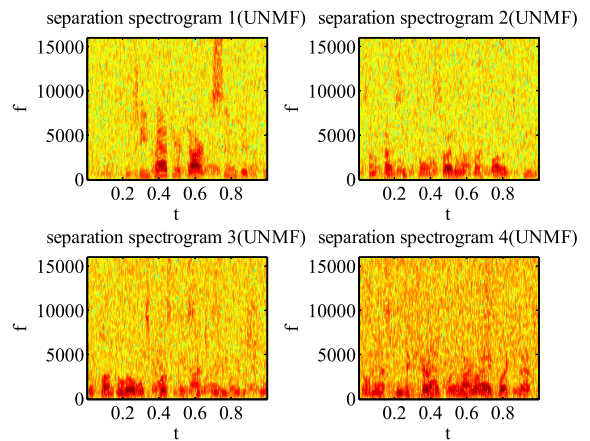 separation spectrogram 1(UNMF)
separation spectrogram 2(UNMF)
15000
10000
5000
0
f
0.2 0.4 0.6 0.8
t
15000
10000
5000
0
f
0.2 0.4 0.6 0.8
t
separation spectrogram 3(UNMF)
separation spectrogram 4(UNMF)
15000
10000
5000
0
f
0.2 0.4 0.6 0.8
t
15000
10000
5000
0
f
0.2 0.4 0.6 0.8
t